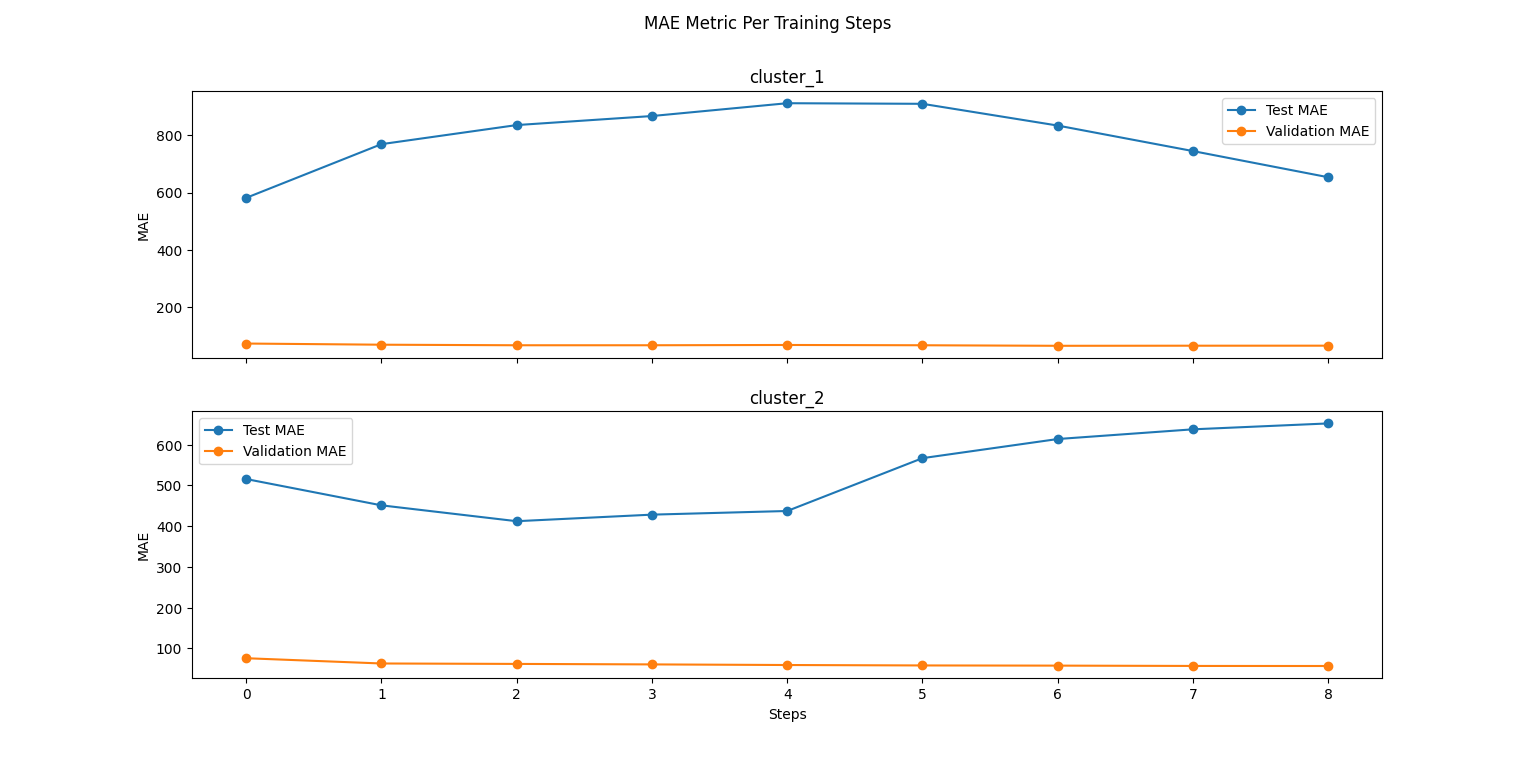 MAE Metric Per Training Steps
cluster_1
800
600
400
200
MAE
Test MAE
Validation MAE
cluster_2
600
500
400
300
200
100
MAE
Test MAE
Validation MAE
0 1 2 3 4 5 6 7 8
Steps